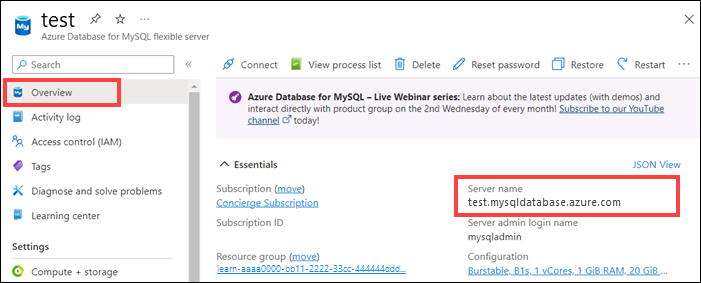 test
My
Azure Database for MySQL flexible server
Search
Connect
View process list
Delete
Reset password
Restore
Restart
Overview
Activity log
Access control (IAM)
Tags
Diagnose and solve problems
Learning center
Settings
Compute + storage
Azure Database for MySQL – Live Webinar series: Learn about the latest updates (with demos) and
interact directly with product group on the 2nd Wednesday of every month! Subscribe to our YouTube
channel today!
Essentials
JSON View
Subscription (move)
Concierge Subscription
Subscription ID
Resource group (move)
learn-aaaa0000-bb11-2222-33cc-444444ddd...
Server name
test.mysqldatabase.azure.com
Server admin login name
mysqladmin
Configuration
Burstable, B1s, 1 vCores, 1 GiB RAM, 20 GiB ...